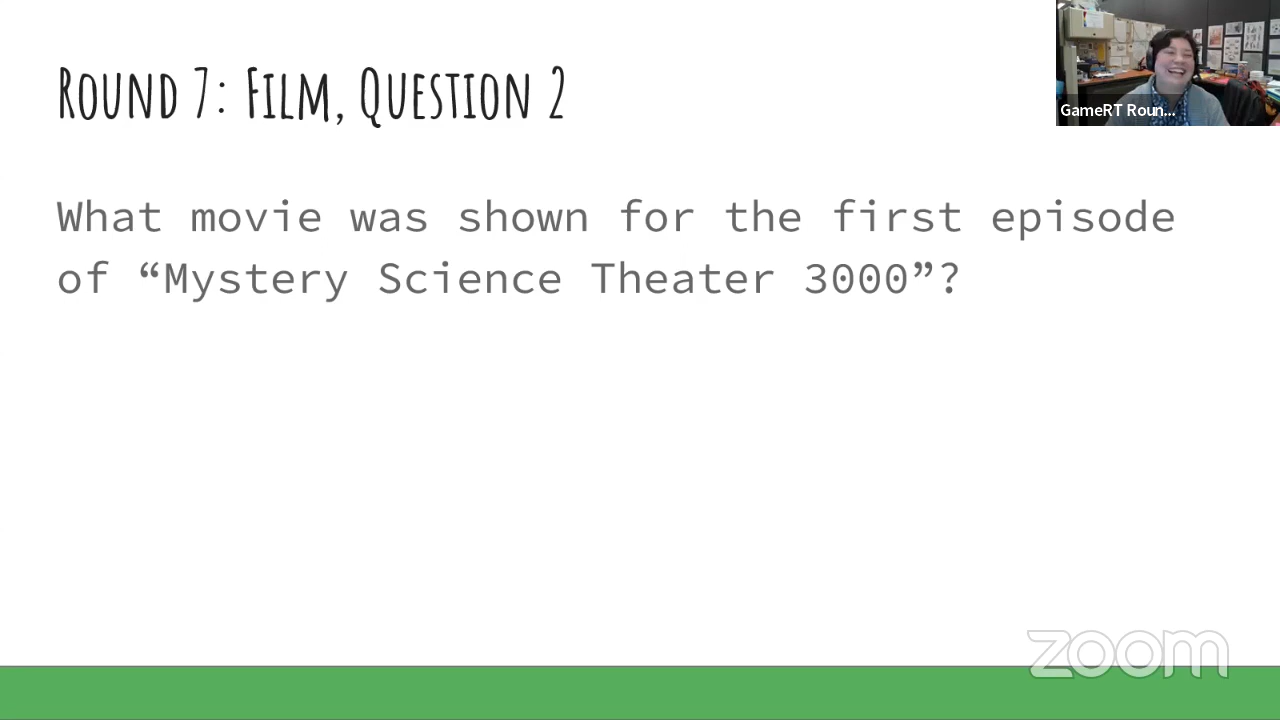 Round 7: Film, Question 2
GameRT Roun...
What movie was shown for the first episode
of “Mystery Science Theater 3000”?
zoom